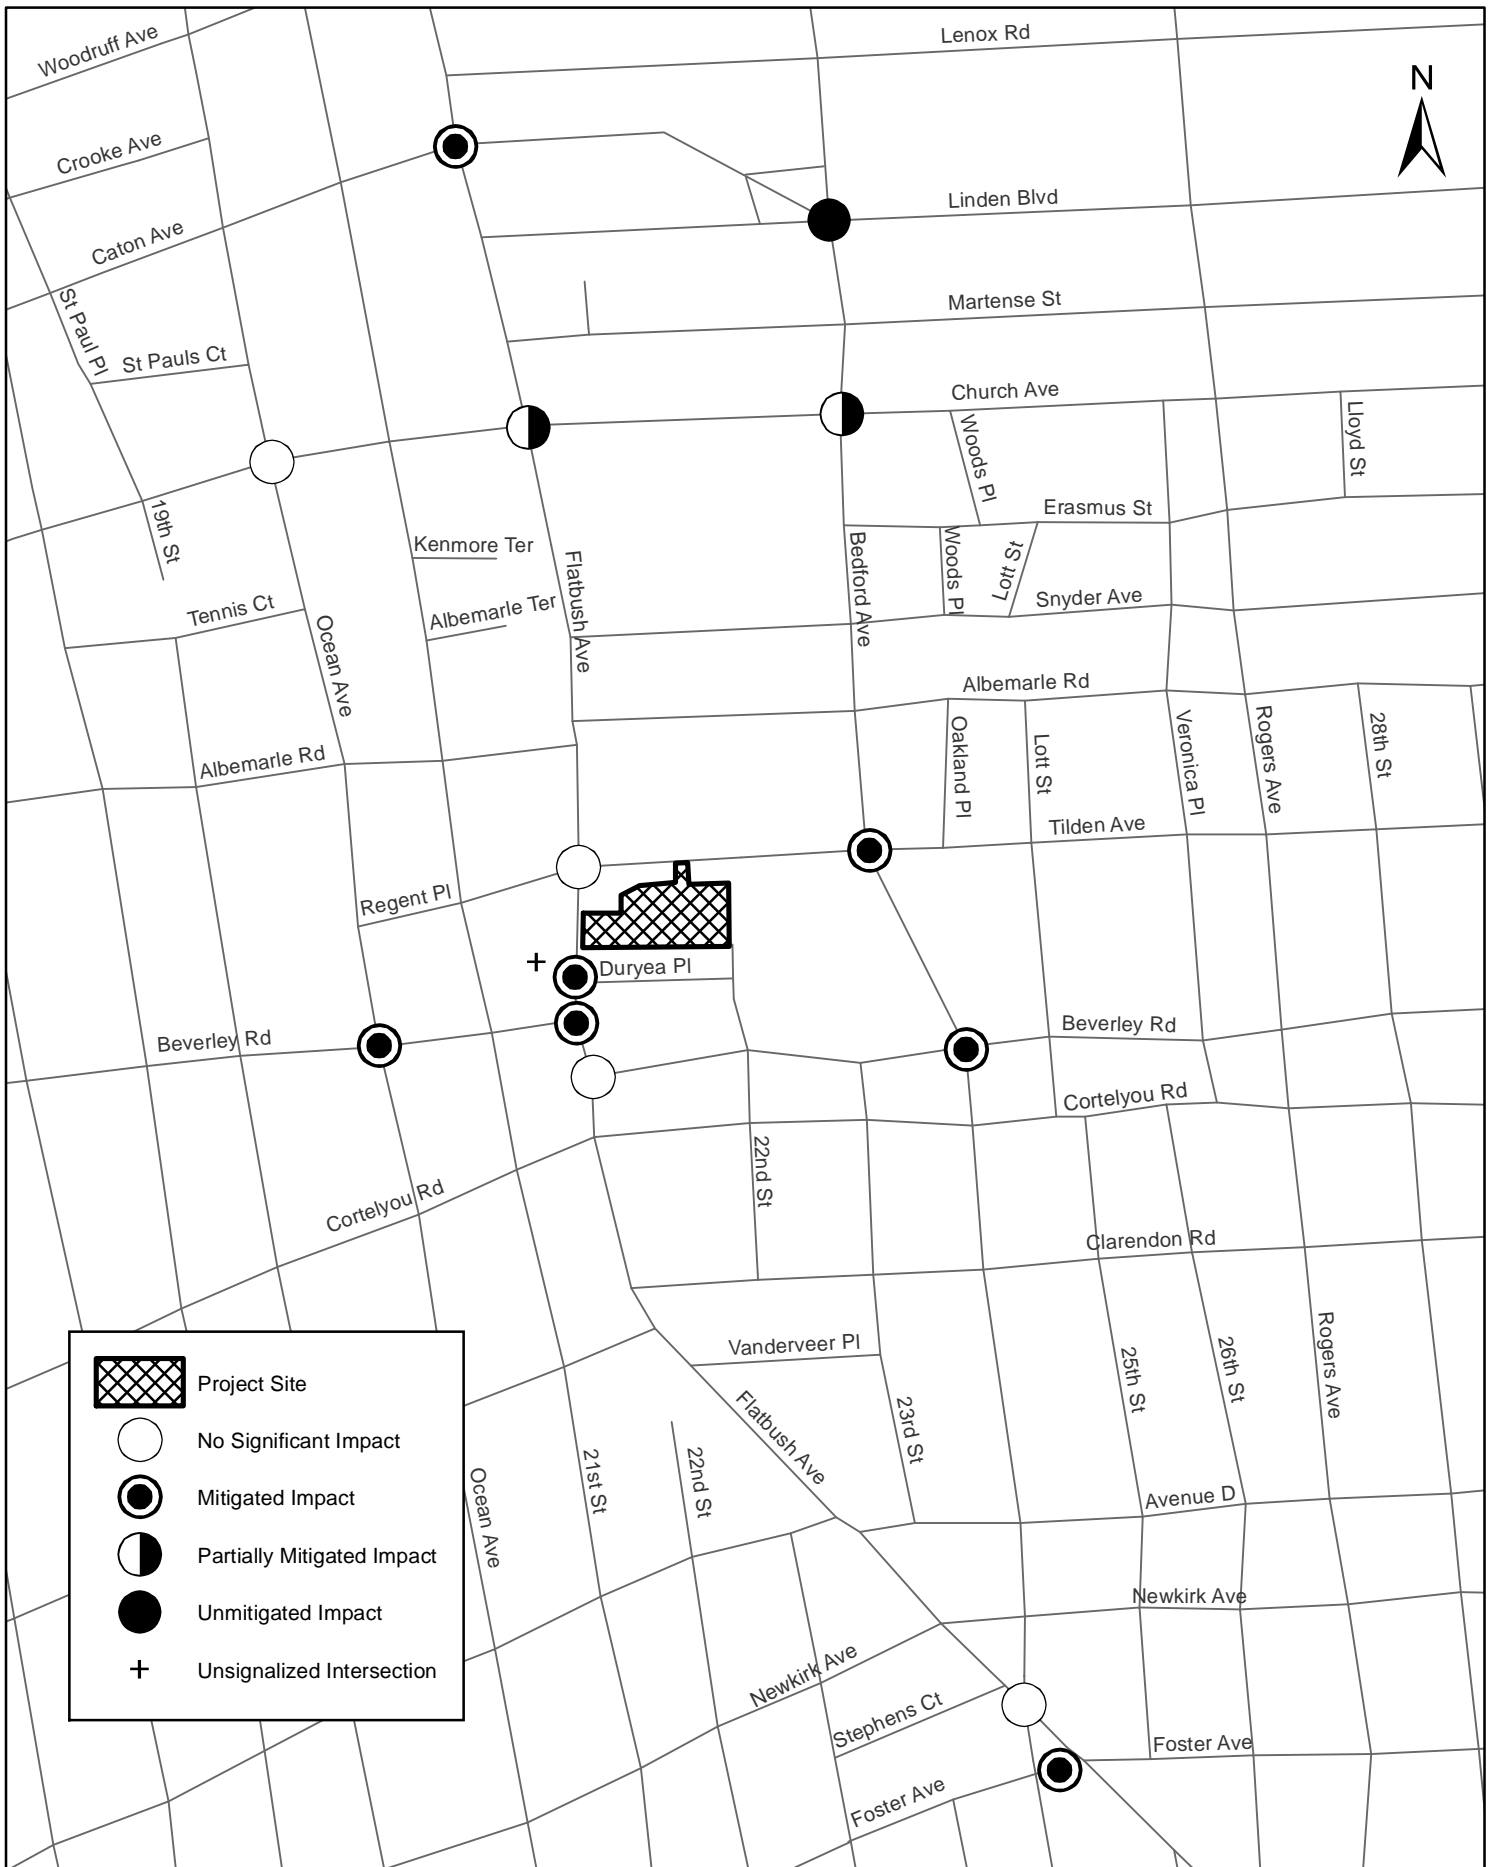 Woodruff Ave
Lenox Rd
N
Crooke Ave
Linden Blvd
Caton Ave
Martense St
St Paul Pl
St Pauls Ct
Church Ave
Lloyd St
Woods Pl
19th St
Erasmus St
Kenmore Ter
Flatbush Ave
Bedford Ave
Woods Pl
Lott St
Snyder Ave
Tennis Ct
Albemarle Ter
Ocean Ave
Albemarle Rd
Albemarle Rd
Oakland Pl
Lott St
Veronica Pl
Rogers Ave
28th St
Tilden Ave
Regent Pl
+
Duryea Pl
Beverley Rd
Beverley Rd
Cortelyou Rd
22nd St
Cortelyou Rd
Clarendon Rd
Vanderveer Pl
Rogers Ave
25th St
26th St
Flatbush Ave
23rd St
Project Site
No Significant Impact
Mitigated Impact
Partially Mitigated Impact
Unmitigated Impact
+ Unsignalized Intersection
Ocean Ave
21st St
22nd St
Avenue D
Newkirk Ave
Newkirk Ave
Stephens Ct
Foster Ave
Foster Ave